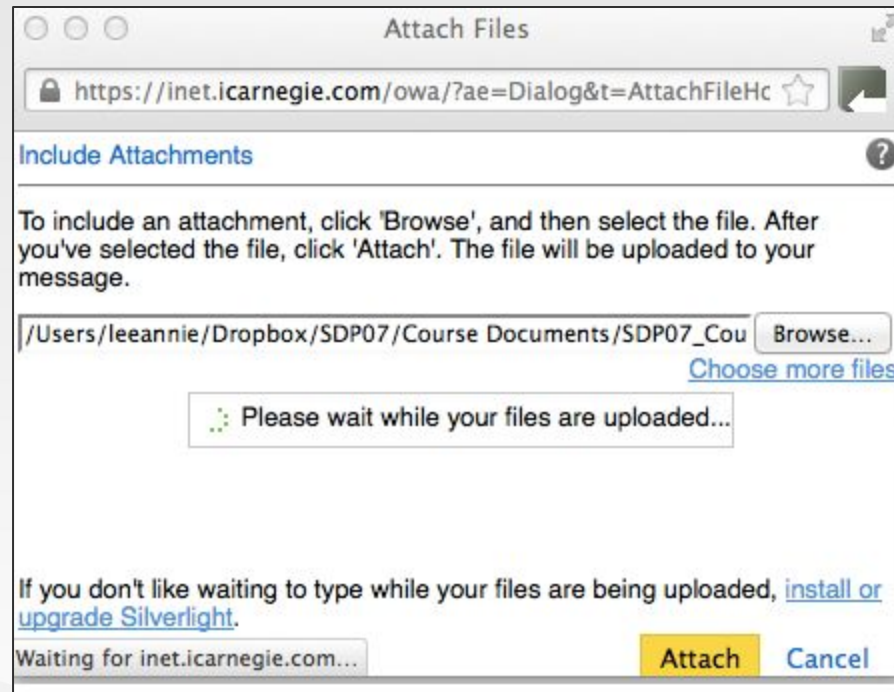 Attach Files
https://inet.icarnegie.com/owa/?ae=Dialog&t=AttachFileHc
Include Attachments
?
To include an attachment, click 'Browse', and then select the file. After
you've selected the file, click 'Attach'. The file will be uploaded to your
message.
/Users/leeannie/Dropbox/SDP07/Course Documents/SDP07_Cou Browse...
Choose more files
Please wait while your files are uploaded...
If you don't like waiting to type while your files are being uploaded, install or
upgrade Silverlight.
Waiting for inet.icarnegie.com... Attach Cancel